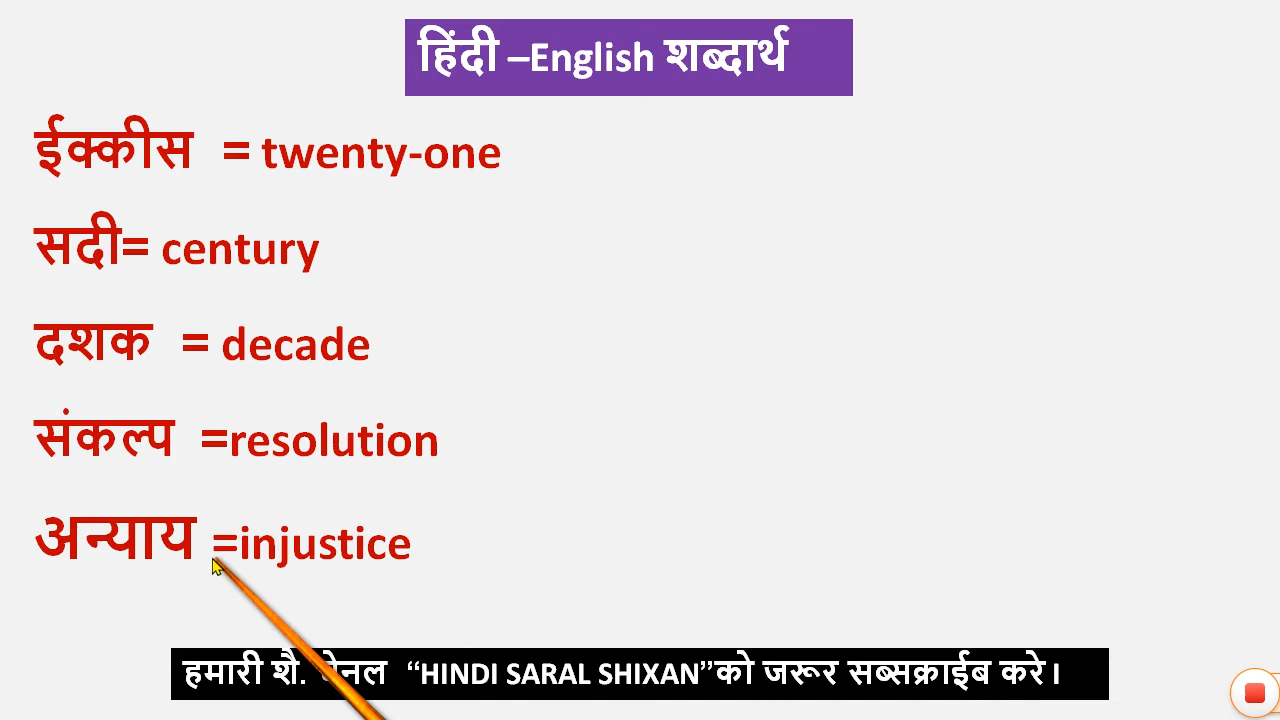 हिंदी –English शब्दार्थ
ईक्कीस = twenty-one
सदी= century
दशक = decade
संकल्प =resolution
अन्याय =injustice
हमारी शै. “HINDI SARAL SHIXAN”को जरूर सब्सक्राईब करे।